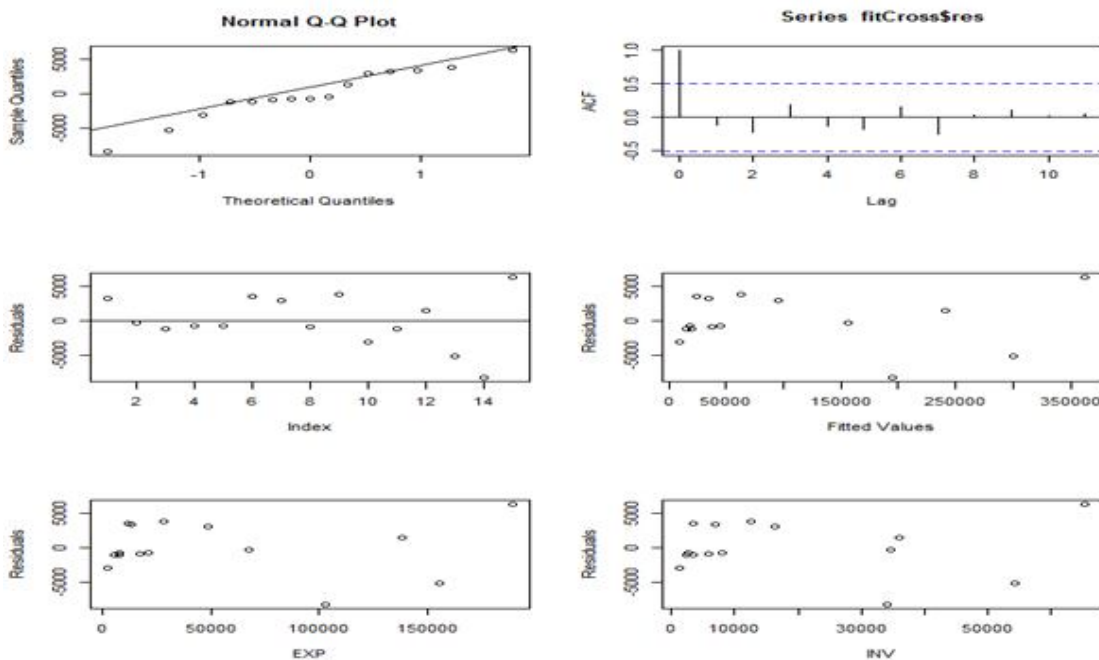 Normal Q-Q Plot
Sample Quantiles
5000
0
-5000
-1 0 1
Theoretical Quantiles
Series fitCross$res
ACF
1.0
0.5
0.0
-0.5
0 2 4 6 8 10
Lag
Residuals
5000
0
-5000
2 4 6 8 10 12 14
Index
Residuals
5000
0
-5000
0 50000 150000 250000 350000
Fitted Values
Residuals
5000
0
-5000
0 50000 100000 150000
EXP
Residuals
5000
0
-5000
0 10000 30000 50000
INV